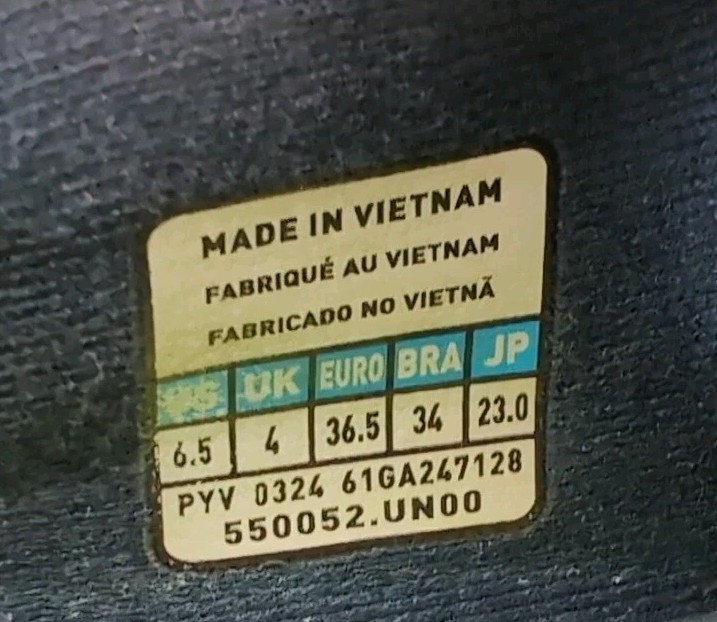 MADE IN VIETNAM
FABRIQUÉ AU VIETNAM
FABRICADO NO VIETNÃ
US. UK EURO BRA JP
6.5 4 36.5 34 23.0
PYV 0324 61GA247128
550052.UN00